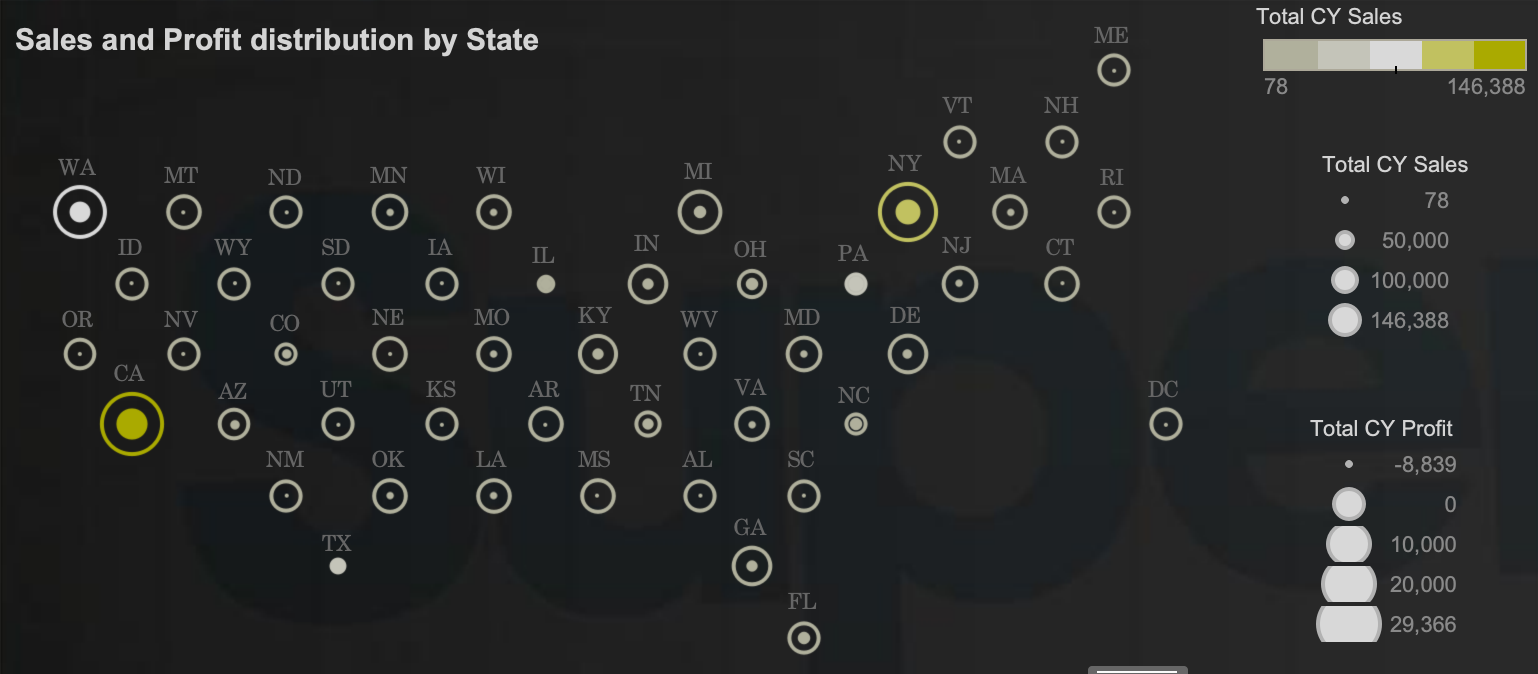 Sales and Profit distribution by State
Total CY Sales
78 146,388
ME
VT NH
WA MT ND MN WI MI NY MA RI
ID WY SD IA IL IN OH PA NJ CT
OR NV CO NE MO KY WV MD DE
CA AZ UT KS AR TN VA NC DC
NM OK LA MS AL SC
TX GA
FL
Total CY Sales
78
50,000
100,000
146,388
Total CY Profit
-8,839
0
10,000
20,000
29,366
Super